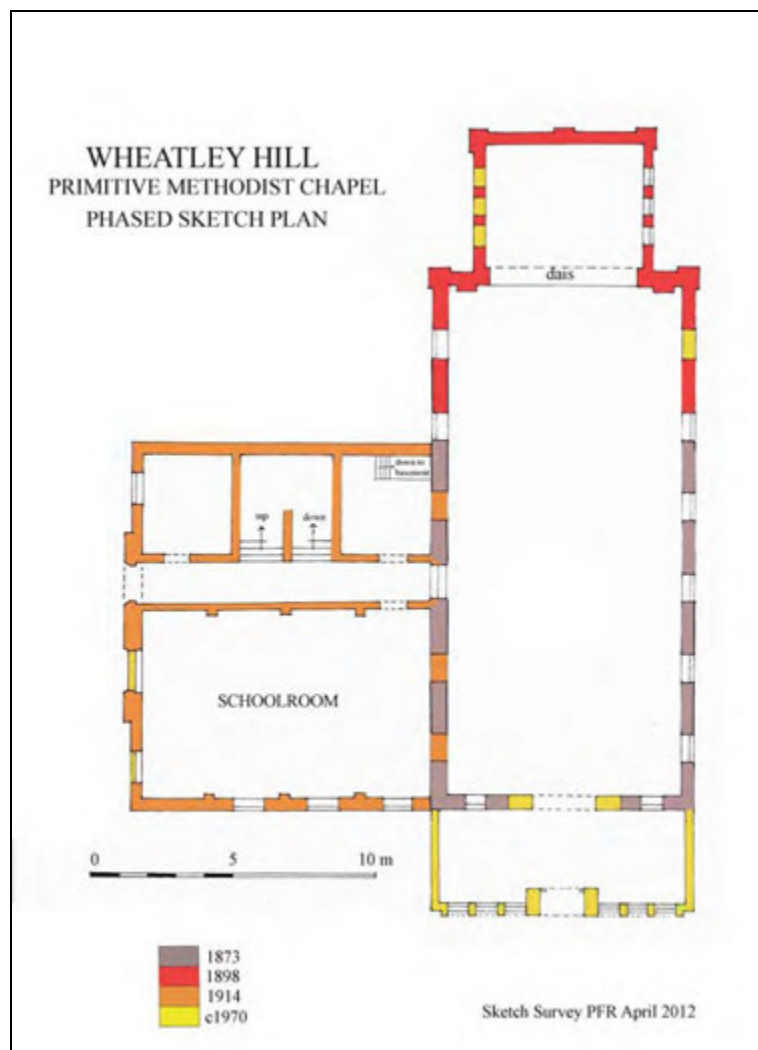 WHEATLEY HILL
PRIMITIVE METHODIST CHAPEL
PHASED SKETCH PLAN
dais
down to
basement
up
down
SCHOOLROOM
0 5 10 m
1873
1898
1914
c1970
Sketch Survey PFR April 2012